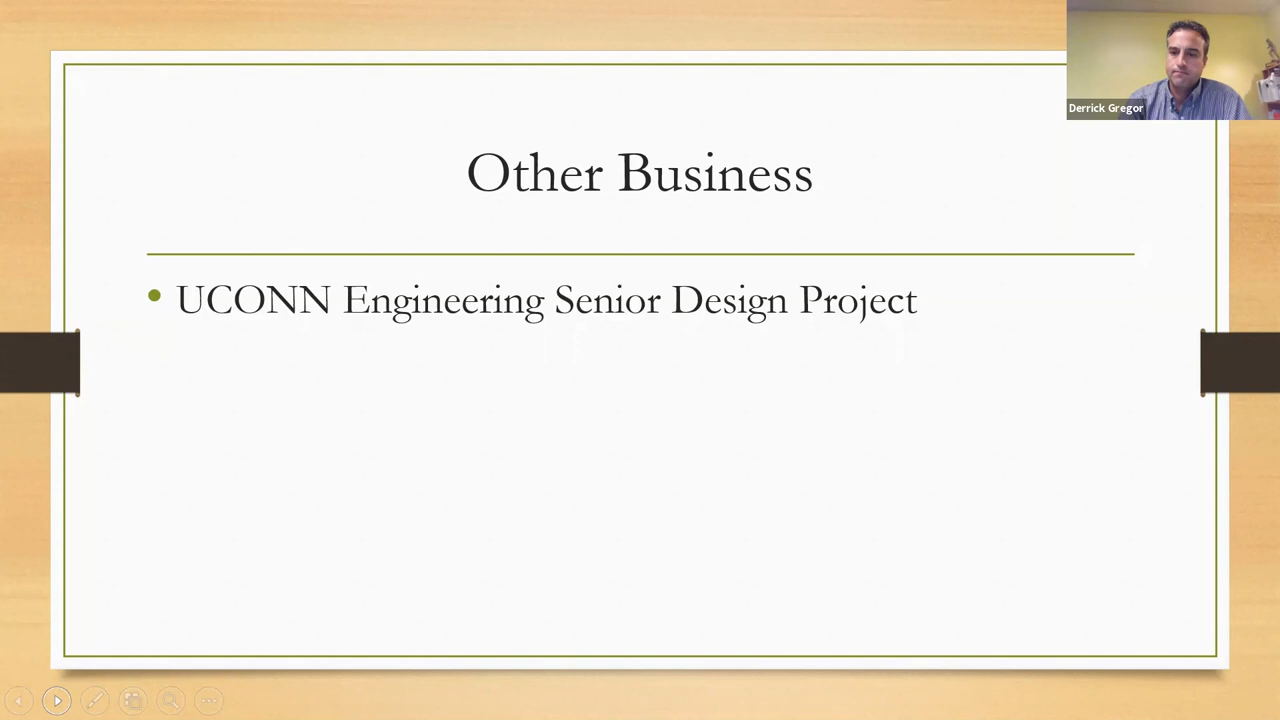 Derrick Gregor
Other Business
• UCONN Engineering Senior Design Project